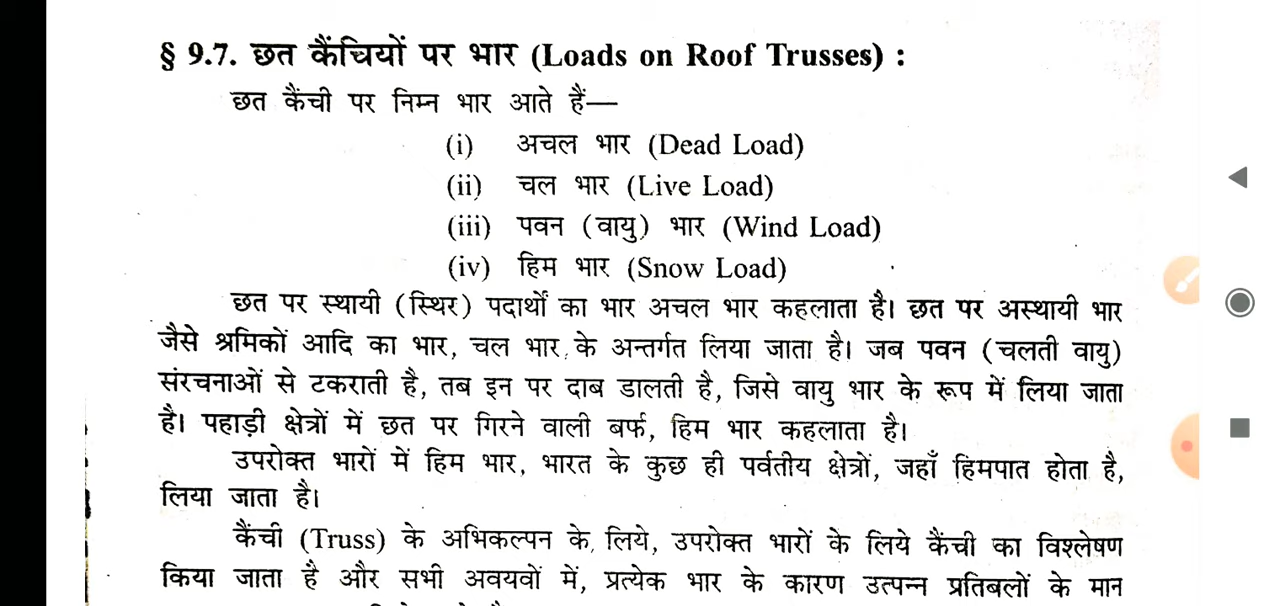 § 9.7. छत कैंचियों पर भार (Loads on Roof Trusses) :
छत कैंची पर निम्न भार आते हैं—
(i) अचल भार (Dead Load)
(ii) चल भार (Live Load)
(iii) पवन (वायु) भार (Wind Load)
(iv) हिम भार (Snow Load)
छत पर स्थायी (स्थिर) पदार्थों का भार अचल भार कहलाता है। छत पर अस्थायी भार
जैसे श्रमिकों आदि का भार, चल भार के अन्तर्गत लिया जाता है। जब पवन (चलती वायु)
संरचनाओं से टकराती है, तब इन पर दाब डालती है, जिसे वायु भार के रूप में लिया जाता
है। पहाड़ी क्षेत्रों में छत पर गिरने वाली बर्फ, हिम भार कहलाता है।
उपरोक्त भारों में हिम भार, भारत के कुछ ही पर्वतीय क्षेत्रों, जहाँ हिमपात होता है,
लिया जाता है।
कैंची (Truss) के अभिकल्पन के लिये, उपरोक्त भारों के लिये कैंची का विश्लेषण
किया जाता है और सभी अवयवों में, प्रत्येक भार के कारण उत्पन्न प्रतिबलों के मान